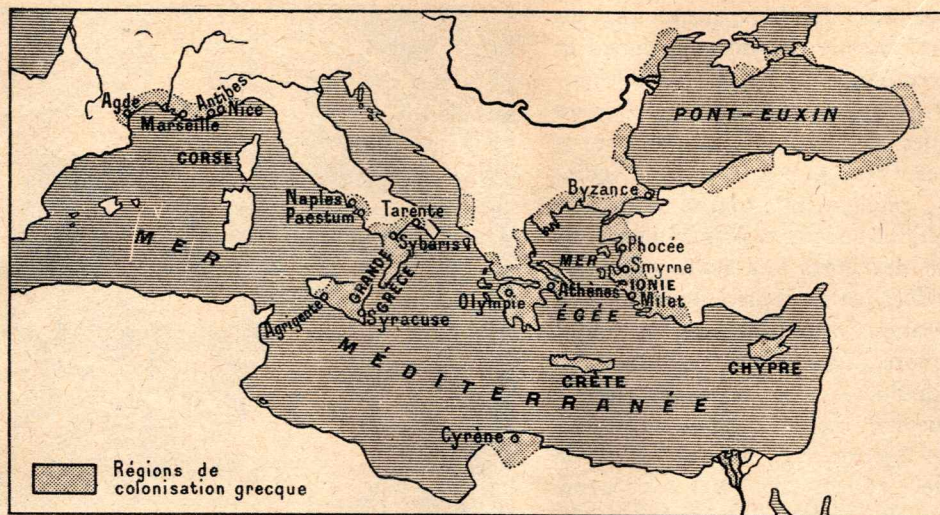 PONT-EUXIN
Agde
Antibes
Nice
Marseille
CORSE
Byzance
Naples
Paestum
Tarente
Sybaris
MER
Phocée
Smyrne
IONIE
Milet
MER
Athènes
ÉGÉE
Olympie
GRANDE
GRÈCE
Agrigente
Syracuse
MÉDITERRANÉE
CRÈTE
CHYPRE
Cyrène
Régions de
colonisation grecque